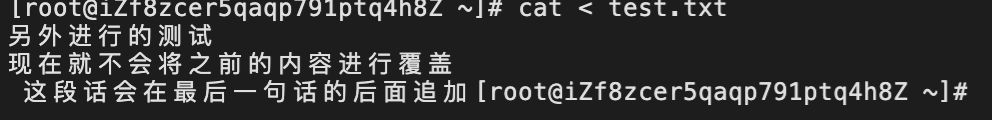 [root@iZf8zcer5qaqp791ptq4h8Z ~]# cat < test.txt
另外进行的测试
现在就不会将之前的内容进行覆盖
 这段话会在最后一句话的后面追加[root@iZf8zcer5qaqp791ptq4h8Z ~]#